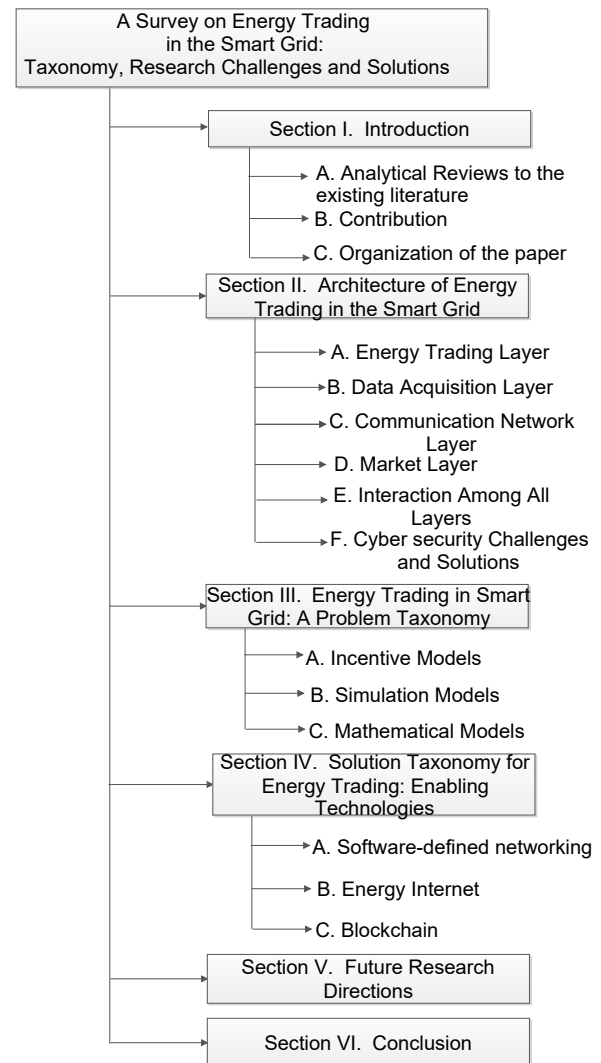 A Survey on Energy Trading
in the Smart Grid:
Taxonomy, Research Challenges and Solutions
Section I. Introduction
A. Analytical Reviews to the
existing literature
B. Contribution
C. Organization of the paper
Section II. Architecture of Energy
Trading in the Smart Grid
A. Energy Trading Layer
B. Data Acquisition Layer
C. Communication Network
Layer
D. Market Layer
E. Interaction Among All
Layers
F. Cyber security Challenges
and Solutions
Section III. Energy Trading in Smart
Grid: A Problem Taxonomy
A. Incentive Models
B. Simulation Models
C. Mathematical Models
Section IV. Solution Taxonomy for
Energy Trading: Enabling
Technologies
A. Software-defined networking
B. Energy Internet
C. Blockchain
Section V. Future Research
Directions
Section VI. Conclusion